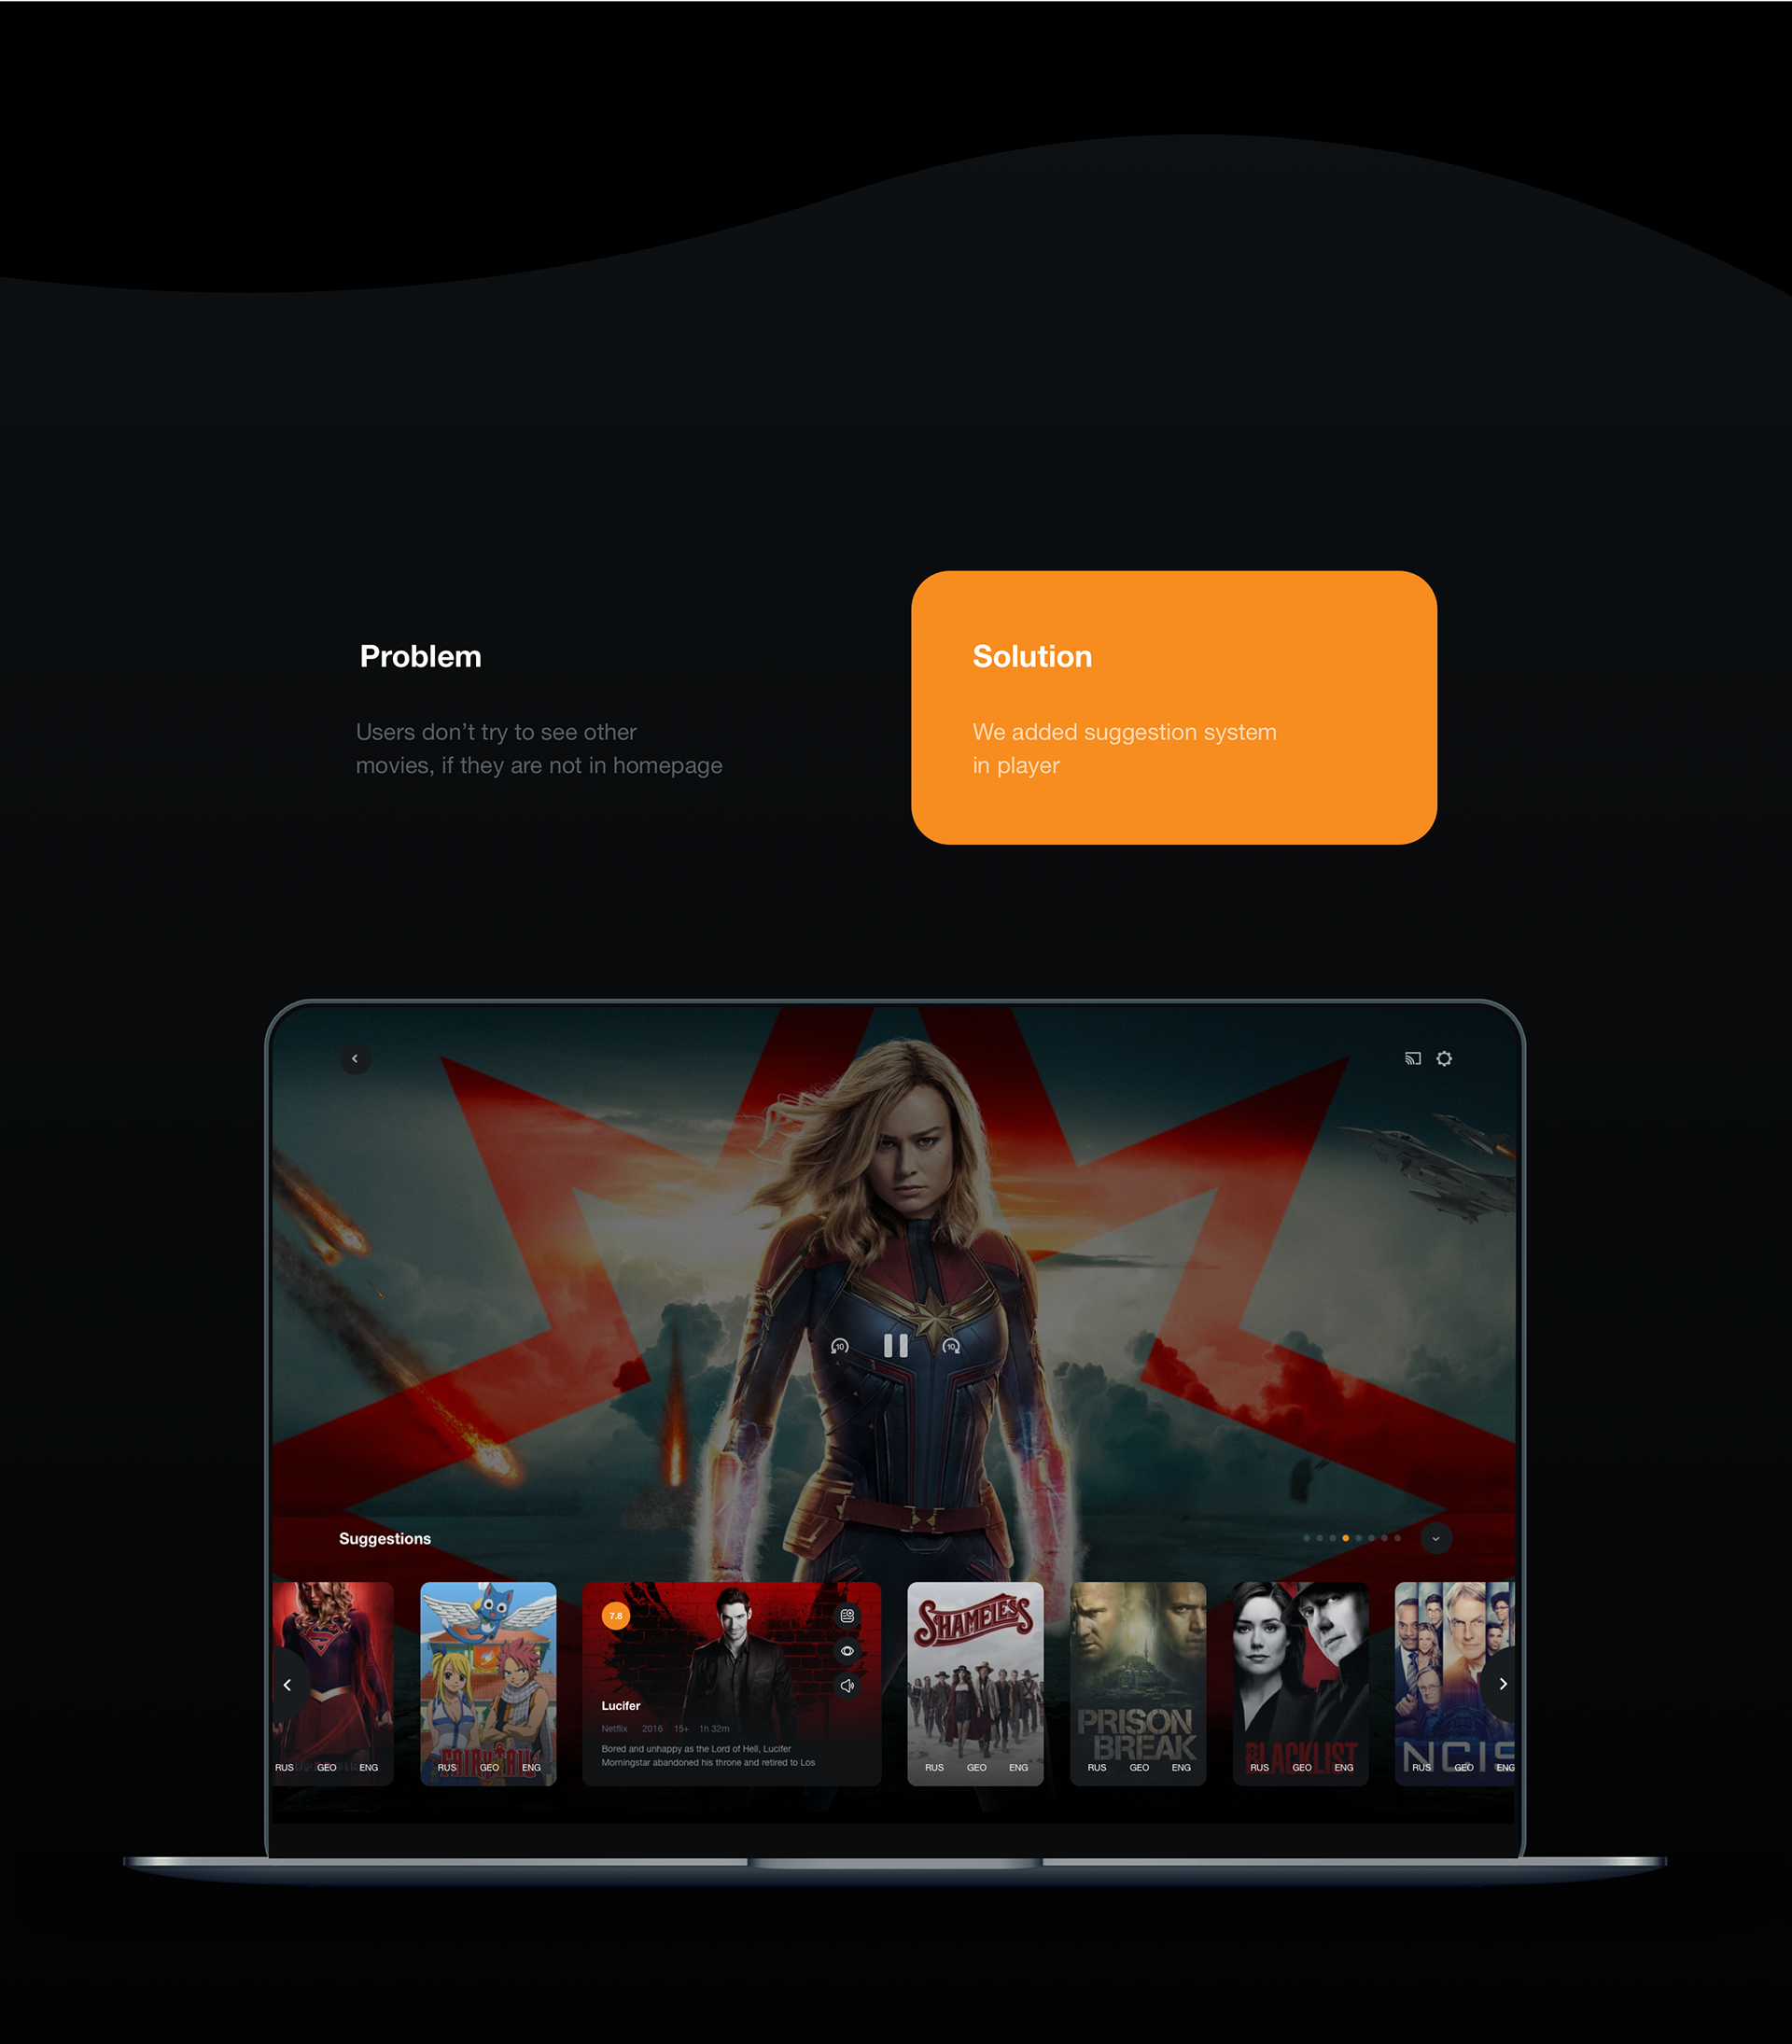 Problem
Users don’t try to see other
movies, if they are not in homepage
Solution
We added suggestion system
in player
10
10
Suggestions
RUS GEO ENG
FAIRY TAIL
RUS GEO ENG
7.8
Lucifer
Netflix 2016 15+ 1h 32m
Bored and unhappy as the Lord of Hell, Lucifer
Morningstar abandoned his throne and retired to Los
SHAMELESS
RUS GEO ENG
PRISON
BREAK
RUS GEO ENG
BLACKLIST
RUS GEO ENG
NCIS
RUS GEO ENG